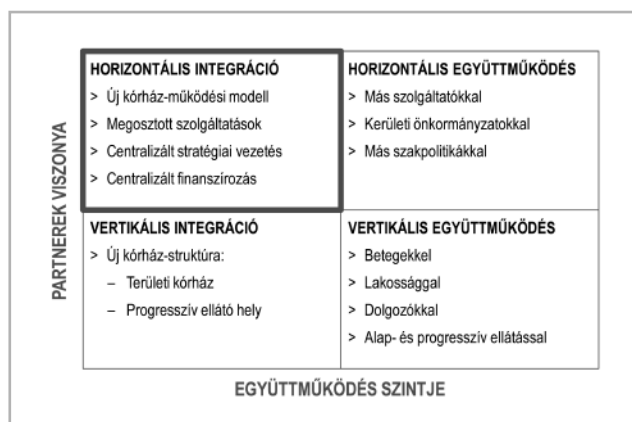 PARTNEREK VISZONYA
HORIZONTÁLIS INTEGRÁCIÓ
> Új kórház-működési modell
> Megosztott szolgáltatások
> Centralizált stratégiai vezetés
> Centralizált finanszírozás
HORIZONTÁLIS EGYÜTTMŰKÖDÉS
> Más szolgáltatókkal
> Kerületi önkormányzatokkal
> Más szakpolitikákkal
VERTIKÁLIS INTEGRÁCIÓ
> Új kórház-struktúra:
– Területi kórház
– Progresszív ellátó hely
VERTIKÁLIS EGYÜTTMŰKÖDÉS
> Betegekkel
> Lakossággal
> Dolgozókkal
> Alap- és progresszív ellátással
EGYÜTTMŰKÖDÉS SZINTJE